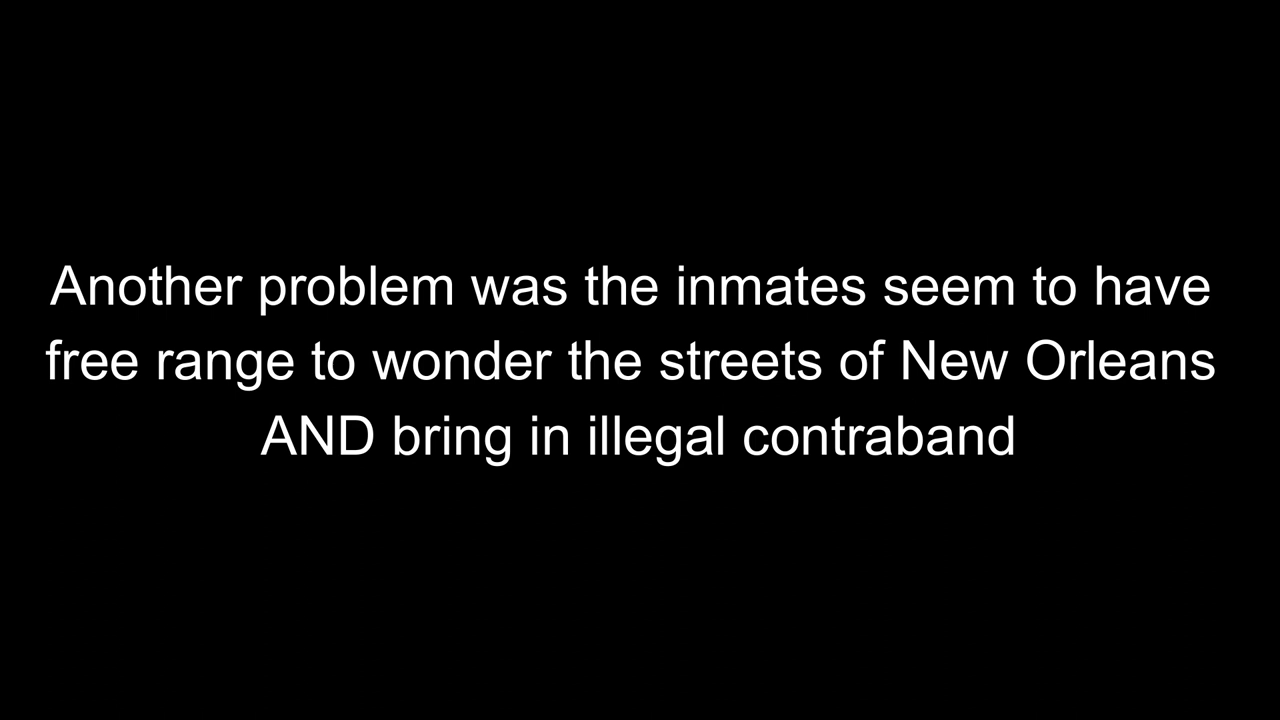 Another problem was the inmates seem to have
free range to wonder the streets of New Orleans
AND bring in illegal contraband